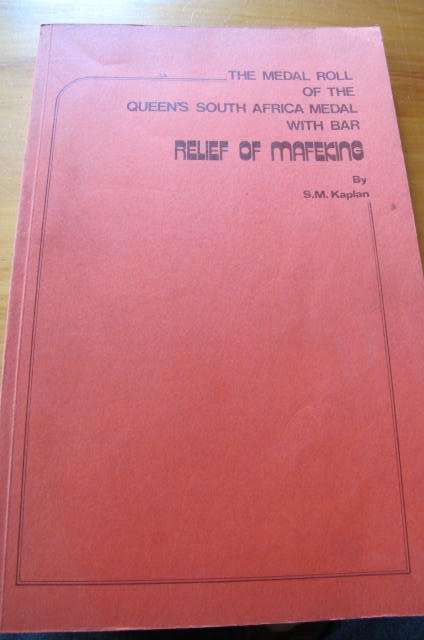 THE MEDAL ROLL
OF THE
QUEEN'S SOUTH AFRICA MEDAL
WITH BAR
RELIEF OF MAFEKING
By
S.M. Kaplan